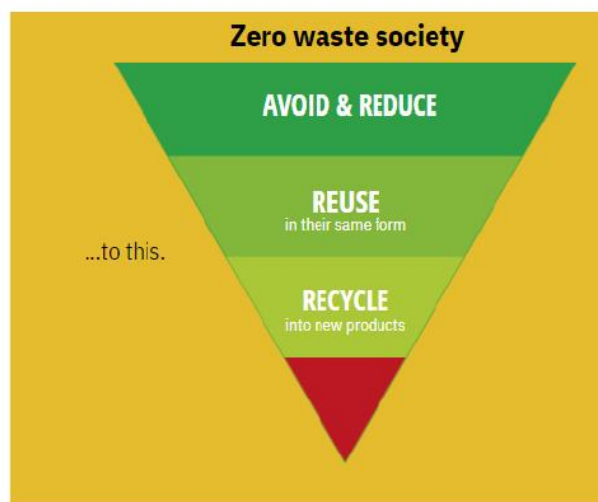 Zero waste society
AVOID & REDUCE
REUSE
in their same form
...to this.
RECYCLE
into new products